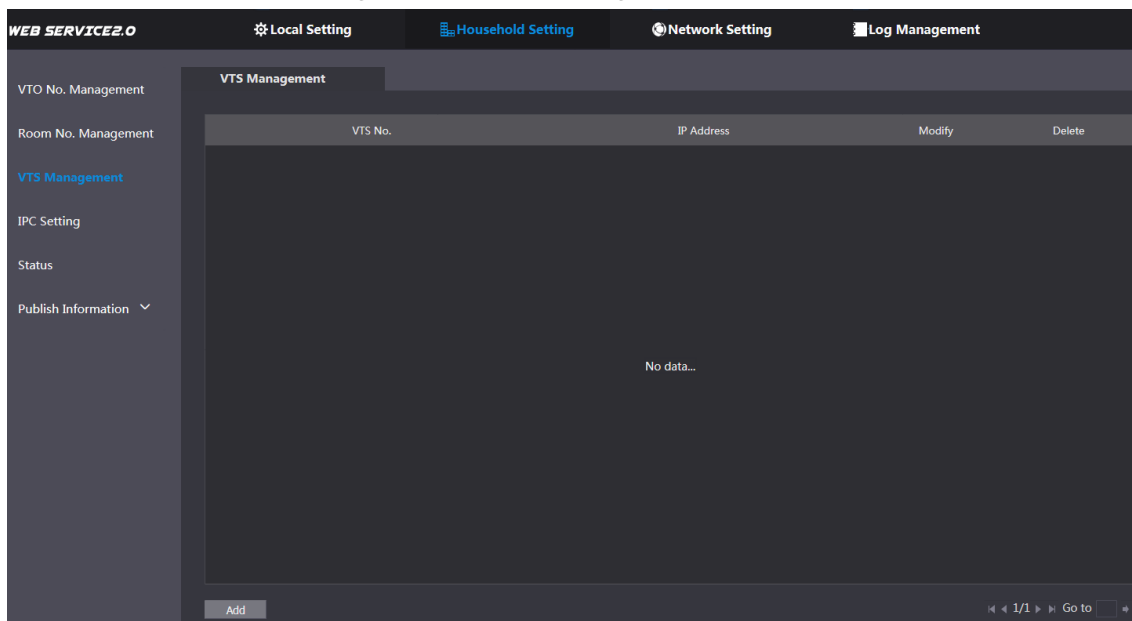 WEB SERVICE2.0 Local Setting Household Setting Network Setting Log Management
VTO No. Management
Room No. Management
VTS Management
IPC Setting
Status
Publish Information
VTS Management
VTS No. IP Address Modify Delete
No data...
Add 1/1 Go to